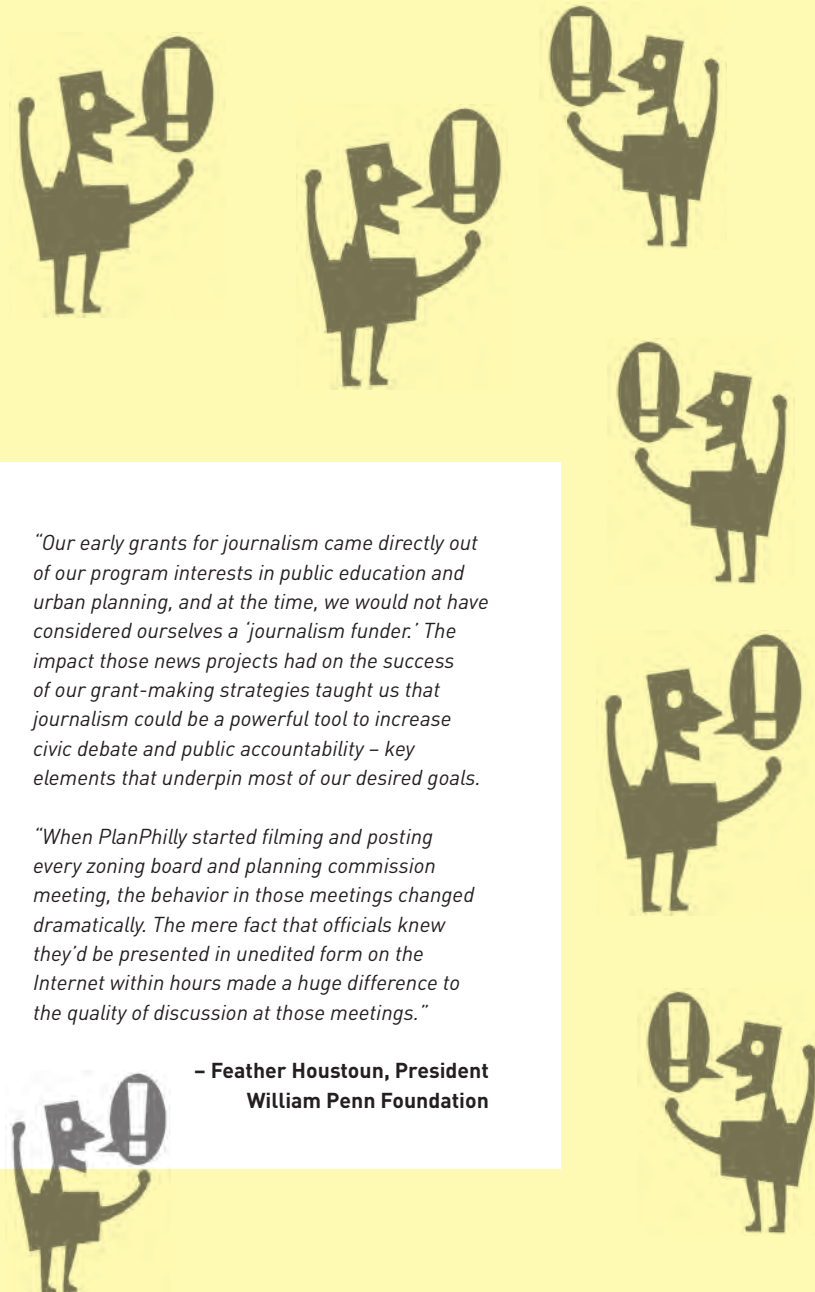 !
!
!
!
“Our early grants for journalism came directly out
of our program interests in public education and
urban planning, and at the time, we would not have
considered ourselves a ‘journalism funder.’ The
impact those news projects had on the success
of our grant-making strategies taught us that
journalism could be a powerful tool to increase
civic debate and public accountability – key
elements that underpin most of our desired goals.
“When PlanPhilly started filming and posting
every zoning board and planning commission
meeting, the behavior in those meetings changed
dramatically. The mere fact that officials knew
they’d be presented in unedited form on the
Internet within hours made a huge difference to
the quality of discussion at those meetings.”
– Feather Houstoun, President
William Penn Foundation
!
!
!